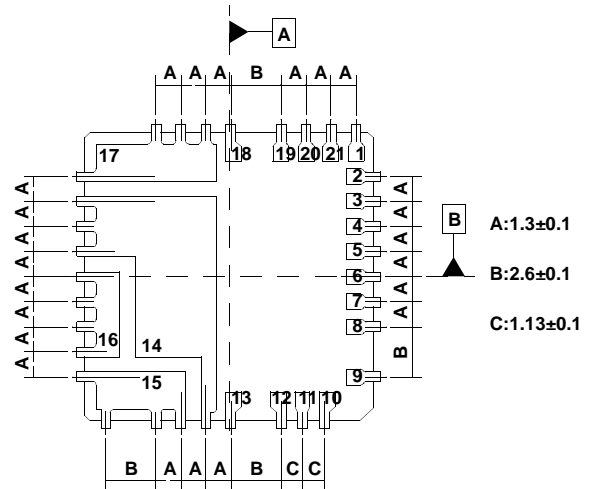 A
A A A B A A A
17 18 19 20 21 1
2
A A
3
A A
B
4
A:1.3±0.1
A A
5
A A
6
B:2.6±0.1
A A
7
A A
C:1.13±0.1
8
A
16 14
B
A
15 9
13 12 11 10
B A A A B C C